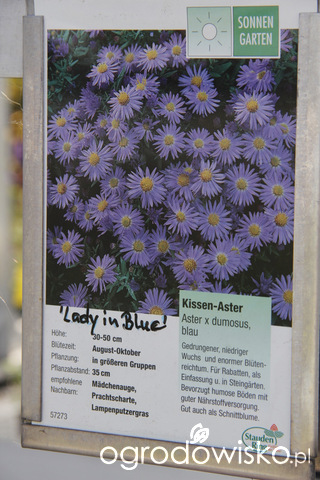 SONNEN
GARTEN
'Lady in Blue'
Kissen-Aster
Aster x dumosus,
blau
Höhe: 30-50 cm
Blütezeit: August-Oktober
Pflanzung: in größeren Gruppen
Pflanzabstand: 35 cm
empfohlene Mädchenauge,
Nachbarn: Prachtscharte,
Lampenputzergras
57273
Gedrungener, niedriger
Wuchs und enormer Blüten-
reichtum. Für Rabatten, als
Einfassung u. in Steingärten.
Bevorzugt humose Böden mit
guter Nährstoffversorgung.
Gut auch als Schnittblume.
Stauden
ogrodowisko.pl